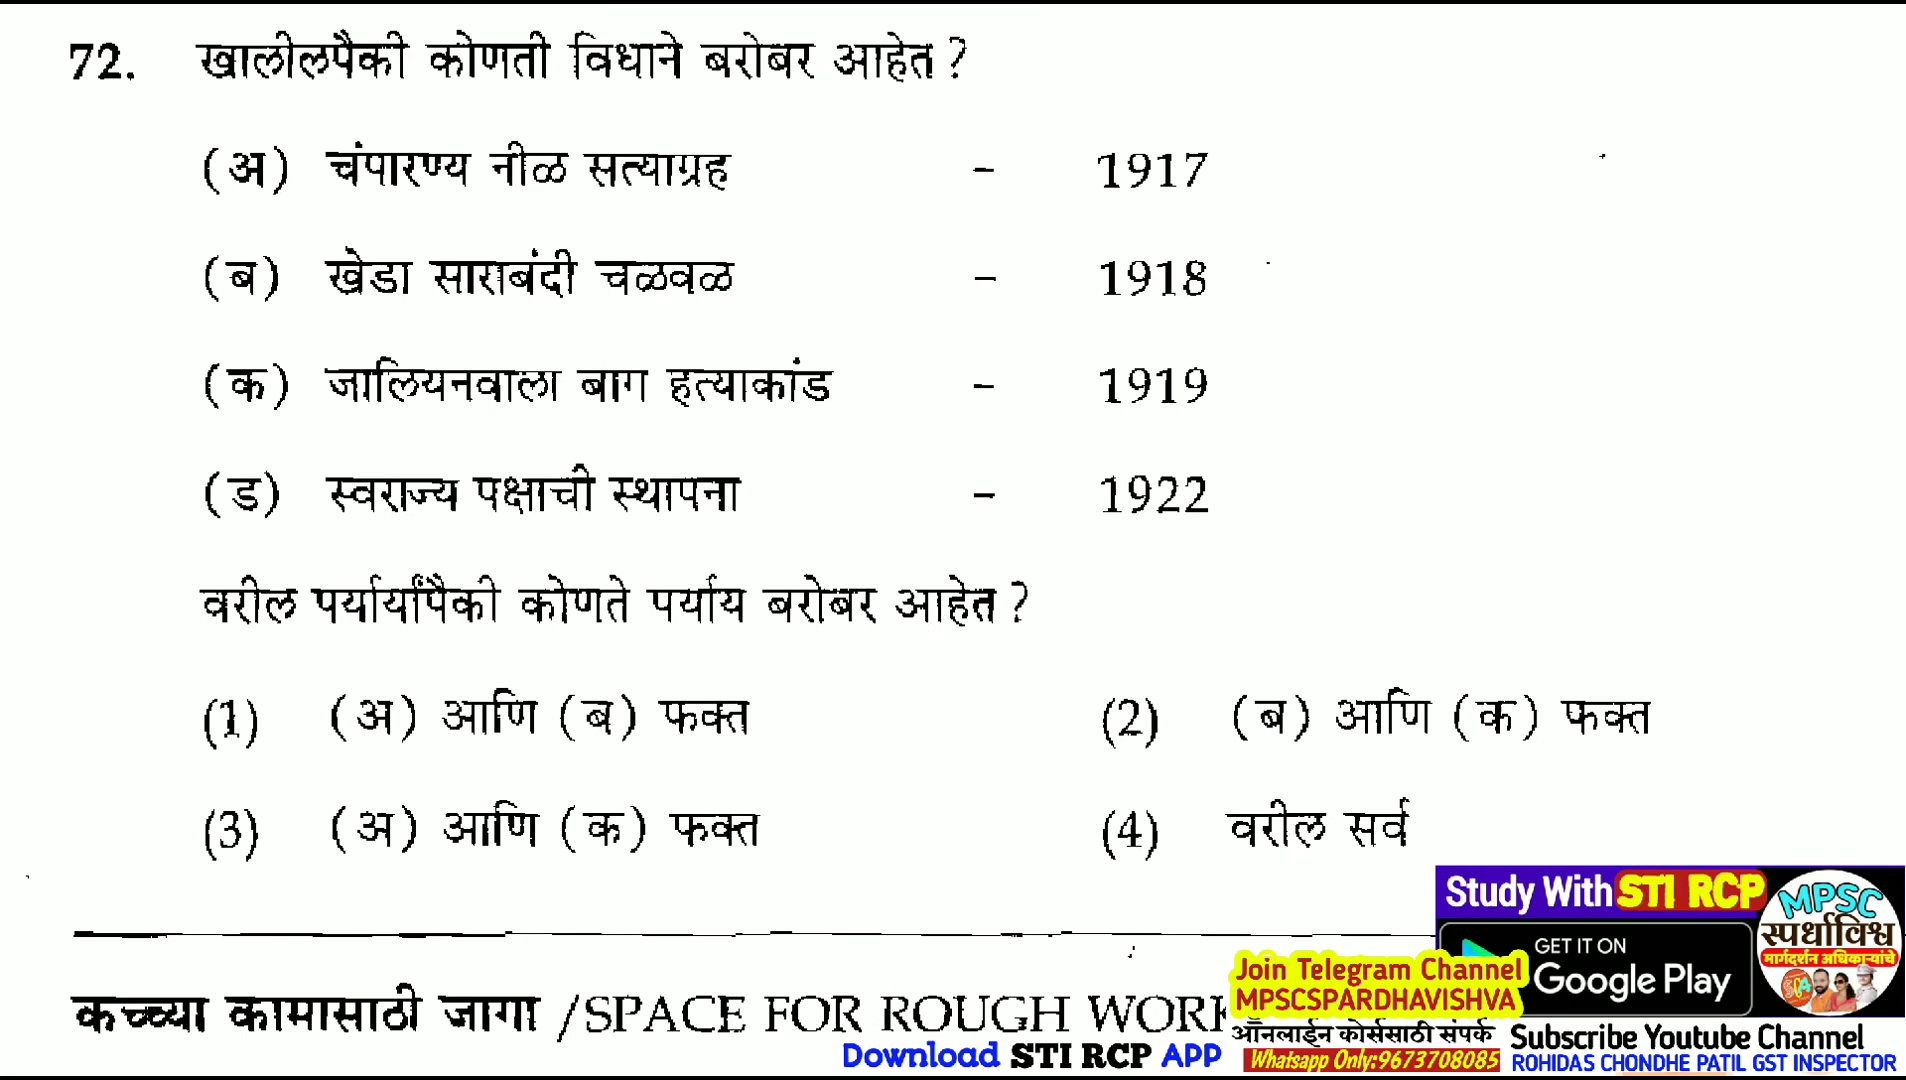 72. खालीलपैकी कोणती विधाने बरोबर आहेत ?
(अ) चंपारण्य नीळ सत्याग्रह - 1917
(ब) खेडा साराबंदी चळवळ - 1918
(क) जालियनवाला बाग हत्याकांड - 1919
(ड) स्वराज्य पक्षाची स्थापना - 1922
वरील पर्यायांपैकी कोणते पर्याय बरोबर आहेत ?
(1) (अ) आणि (ब) फक्त (2) (ब) आणि (क) फक्त
(3) (अ) आणि (क) फक्त (4) वरील सर्व
Study With STI RCP
MPSC
स्पर्धाविश्व
मार्गदर्शन अधिकाऱ्यांचे
GET IT ON
Google Play
Join Telegram Channel
MPSCSPARDHAVISHVA
कच्च्या कामासाठी जागा /SPACE FOR ROUGH WORK
ऑनलाईन कोर्ससाठी संपर्क
Whatsapp Only:9673708085
Download STI RCP APP
Subscribe Youtube Channel
ROHIDAS CHONDHE PATIL GST INSPECTOR